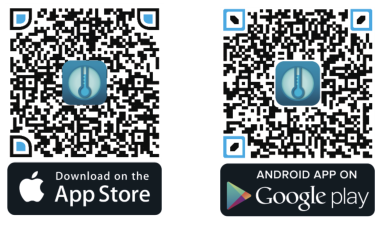 Download on the
App Store
ANDROID APP ON
Google play